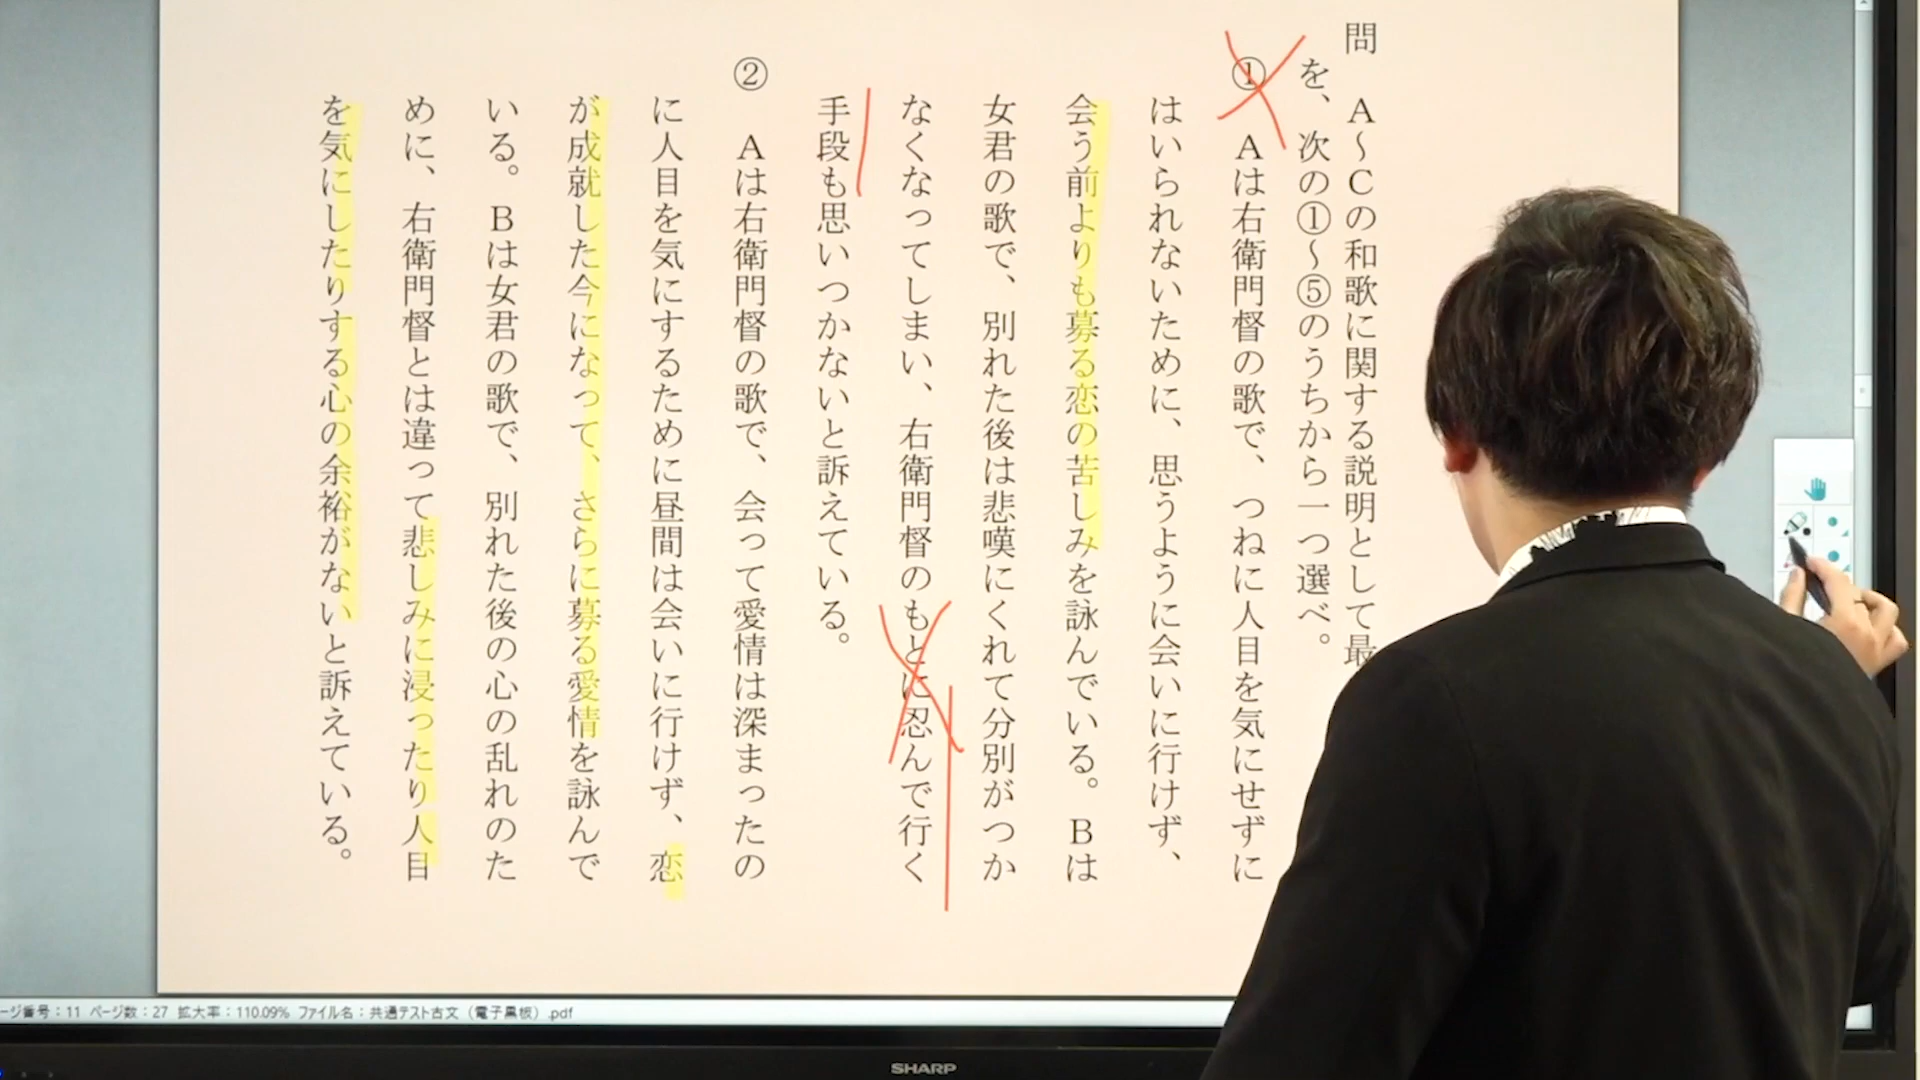 問　Ａ～Ｃの和歌に関する説明として最
を、次の①～⑤のうちから一つ選べ。
①　Ａは右衛門督の歌で、つねに人目を気にせずに
はいられないために、思うように会いに行けず、
会う前よりも募る恋の苦しみを詠んでいる。Ｂは
女君の歌で、別れた後は悲嘆にくれて分別がつか
なくなってしまい、右衛門督のもとに忍んで行く
手段も思いつかないと訴えている。
②　Ａは右衛門督の歌で、会って愛情は深まったの
に人目を気にするために昼間は会いに行けず、恋
が成就した今になって、さらに募る愛情を詠んで
いる。Ｂは女君の歌で、別れた後の心の乱れのた
めに、右衛門督とは違って悲しみに浸ったり人目
を気にしたりする心の余裕がないと訴えている。
ージ番号：11 ページ数：27 拡大率：110.09% ファイル名：共通テスト古文（電子黒板）.pdf
SHARP